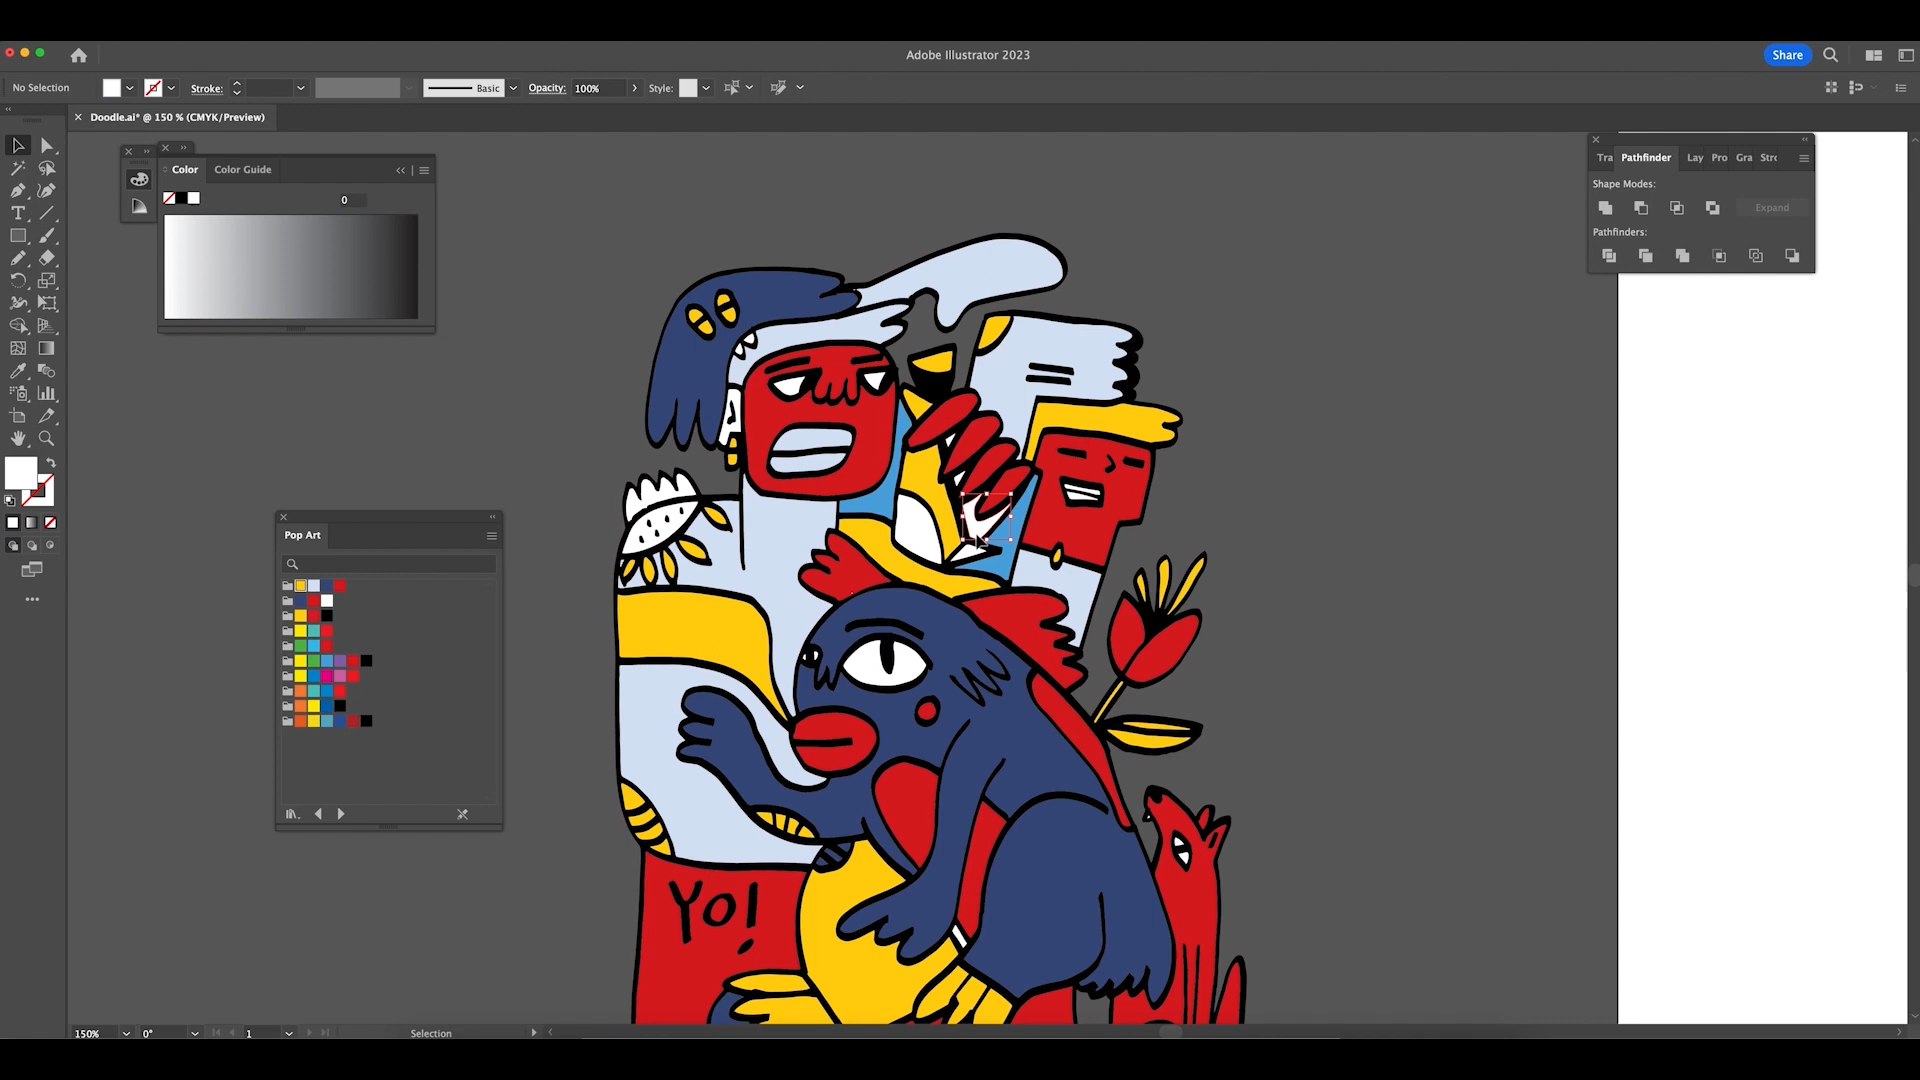 Adobe Illustrator 2023
Share
No Selection
Stroke:
Basic
Opacity:
100%
Style:
Doodle.ai* @ 150 % (CMYK/Preview)
Color
Color Guide
0
Tra
Pathfinder
Lay
Pro
Gra
Stro
Shape Modes:
Expand
Pathfinders:
Pop Art
Yo!
150%
0°
1
Selection